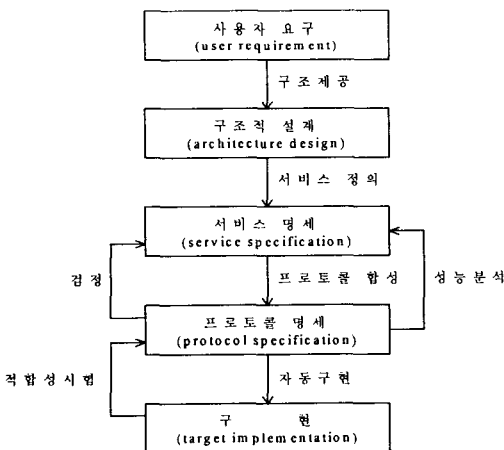 사용자 요구
(user requirement)
구조제공
구조적 설계
(architecture design)
서비스 정의
서비스 명세
(service specification)
검정
프로토콜 합성
성능분석
프로토콜 명세
(protocol specification)
적합성시험
자동구현
구 현
(target implementation)